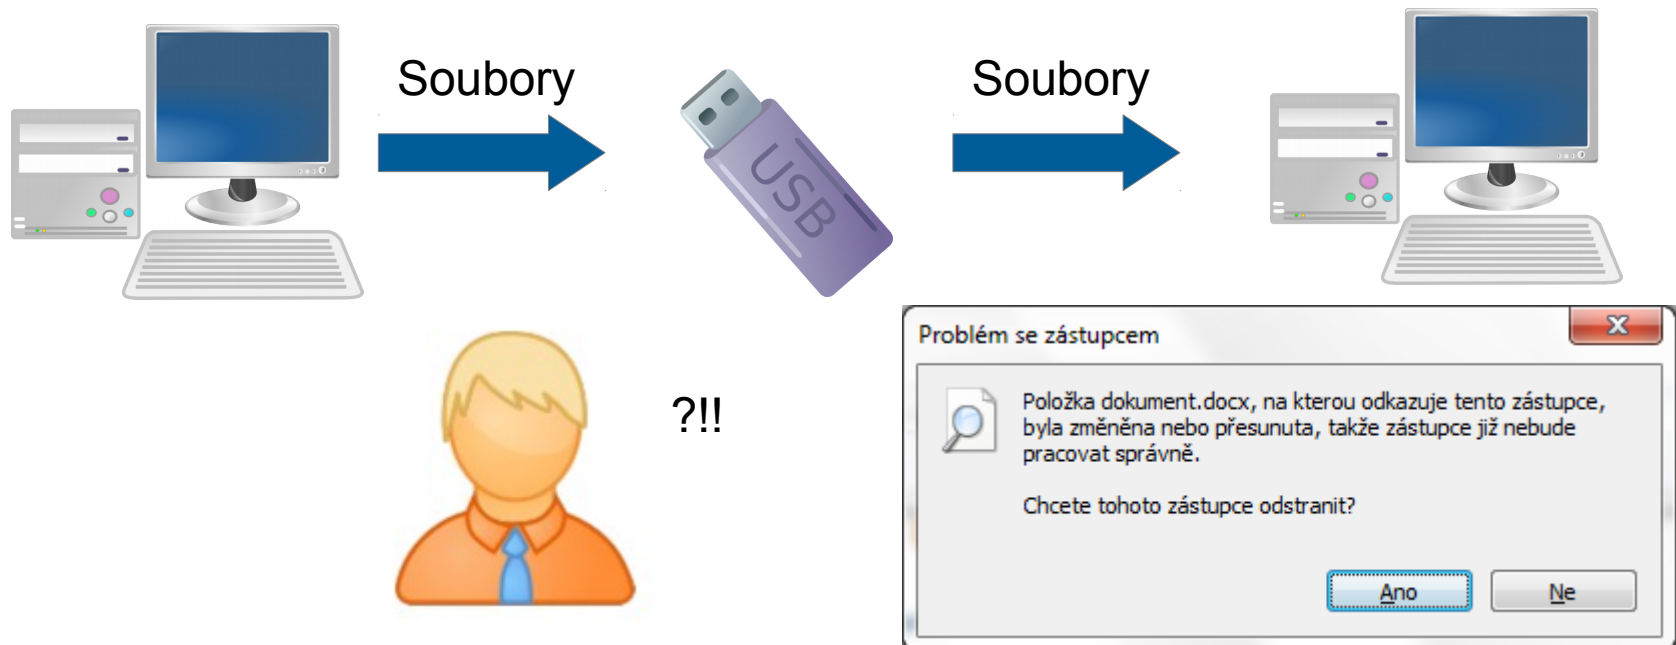 Soubory
Soubory
USB
?!!
Problém se zástupcem
Položka dokument.docx, na kterou odkazuje tento zástupce,
byla změněna nebo přesunuta, takže zástupce již nebude
pracovat správně.
Chcete tohoto zástupce odstranit?
Ano
Ne